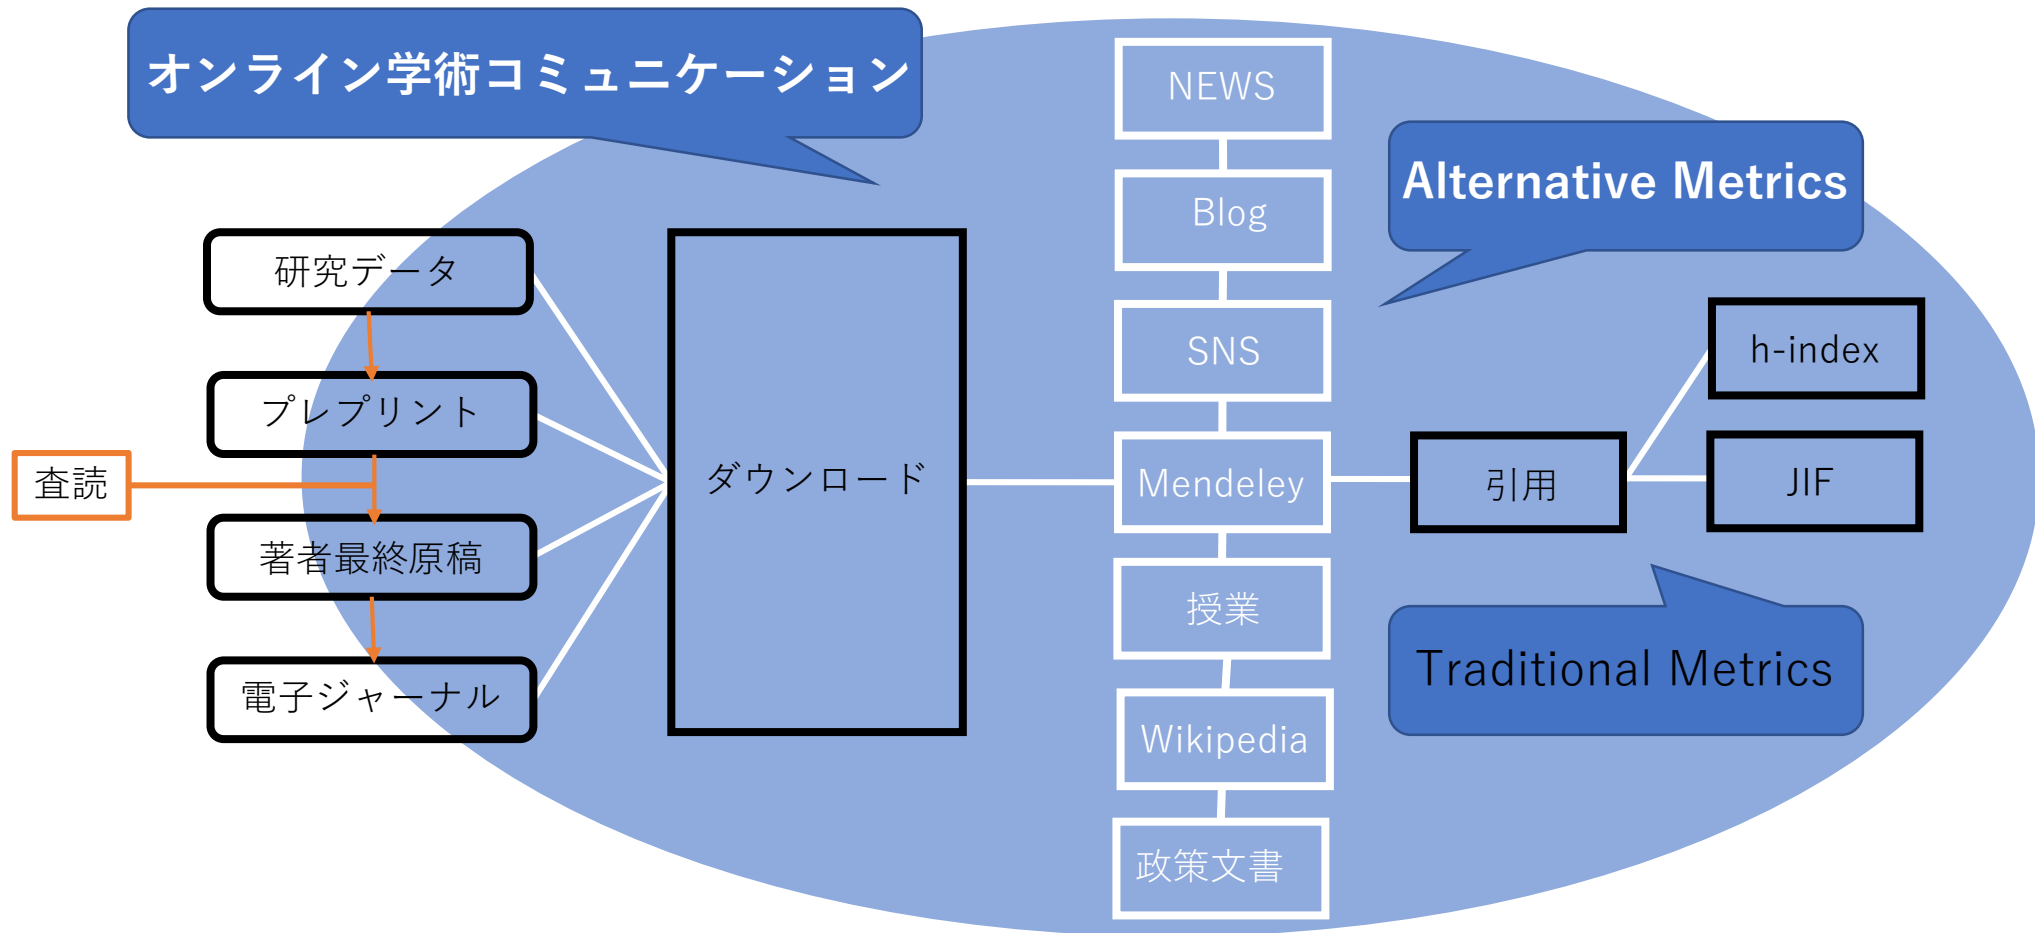 オンライン学術コミュニケーション
研究データ
プレプリント
査読
著者最終原稿
電子ジャーナル
ダウンロード
NEWS
Blog
SNS
Mendeley
授業
Wikipedia
政策文書
Alternative Metrics
引用
h-index
JIF
Traditional Metrics